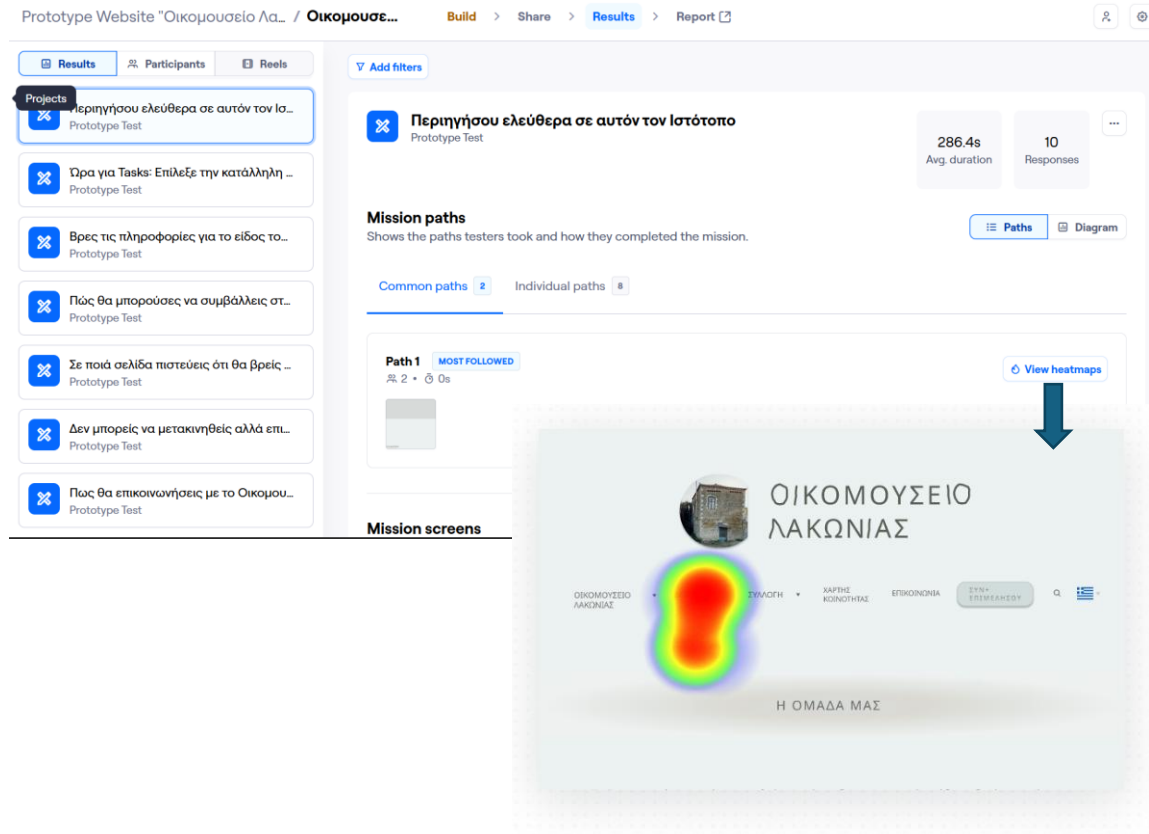 Prototype Website "Οικομουσείο Λα... / Οικομουσε...
Build > Share > Results > Report
Results
Participants
Reels
Projects
Περιηγήσου ελεύθερα σε αυτόν τον Ισ...
Prototype Test
Ώρα για Tasks: Επίλεξε την κατάλληλη ...
Prototype Test
Βρες τις πληροφορίες για το είδος το...
Prototype Test
Πώς θα μπορούσες να συμβάλλεις στ...
Prototype Test
Σε ποιά σελίδα πιστεύεις ότι θα βρείς ...
Prototype Test
Δεν μπορείς να μετακινηθείς αλλά επι...
Prototype Test
Πως θα επικοινωνήσεις με το Οικομου...
Prototype Test
Add filters
Περιηγήσου ελεύθερα σε αυτόν τον Ιστότοπο
Prototype Test
286.4s
Avg. duration
10
Responses
...
Mission paths
Shows the paths testers took and how they completed the mission.
Paths
Diagram
Common paths 2
Individual paths 8
Path 1 MOST FOLLOWED
2 • 0s
View heatmaps
Mission screens
ΟΙΚΟΜΟΥΣΕΙΟ
ΛΑΚΩΝΙΑΣ
ΟΙΚΟΜΟΥΣΕΙΟ
ΛΑΚΩΝΙΑΣ
ΣΥΛΛΟΓΗ
ΧΑΡΤΗΣ
ΚΟΙΝΟΤΗΤΑΣ
ΕΠΙΚΟΙΝΩΝΙΑ
ΣΥΝ+
ΕΠΙΜΕΛΗΣΟΥ
Η ΟΜΑΔΑ ΜΑΣ